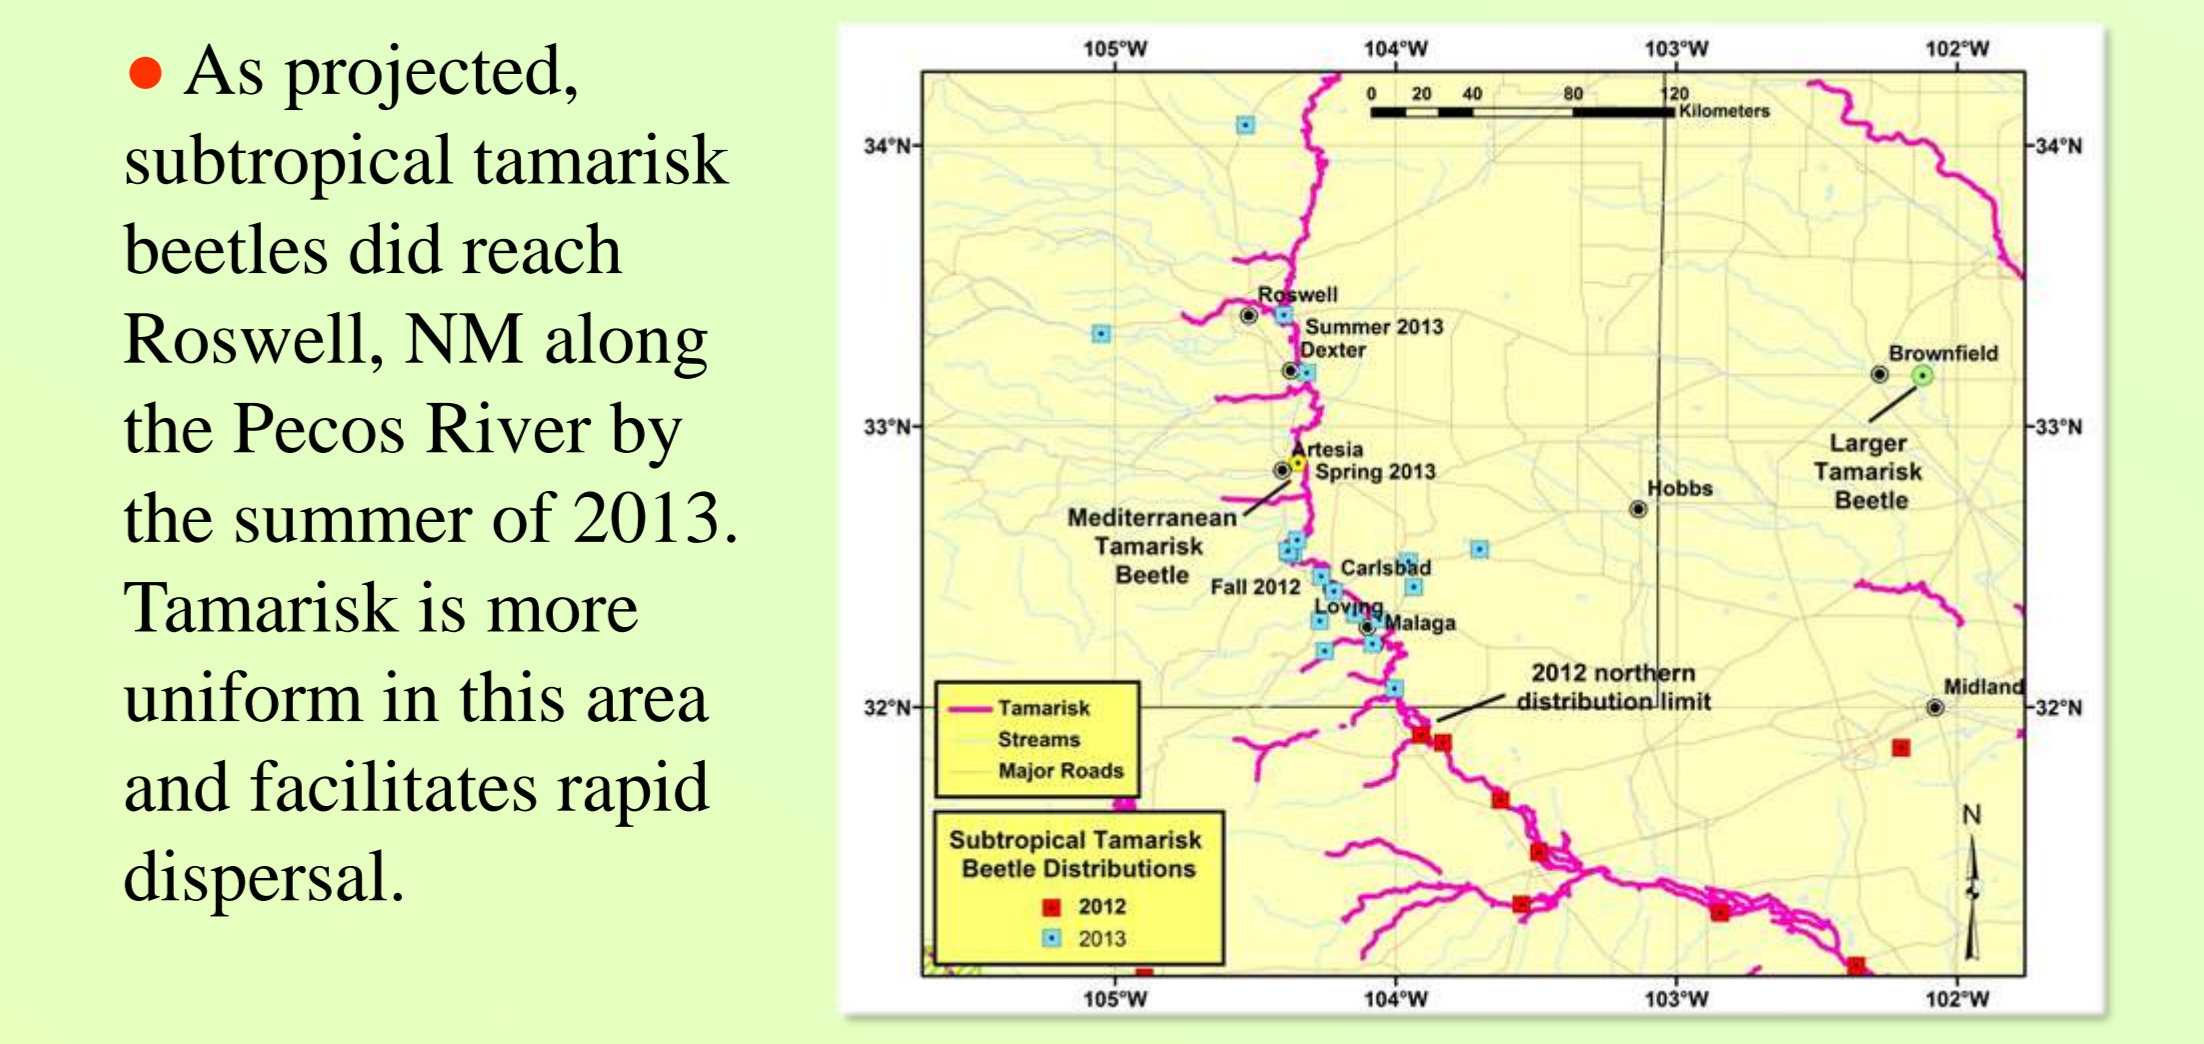 ● As projected,
subtropical tamarisk
beetles did reach
Roswell, NM along
the Pecos River by
the summer of 2013.
Tamarisk is more
uniform in this area
and facilitates rapid
dispersal.
105°W 104°W 103°W 102°W
0 20 40 80 120
Kilometers
34°N 34°N
Roswell
Summer 2013
Dexter
Brownfield
33°N 33°N
Larger
Tamarisk
Beetle
Artesia
Spring 2013
Hobbs
Mediterranean
Tamarisk
Beetle
Carlsbad
Fall 2012
Loving
Malaga
2012 northern
distribution limit
Midland
32°N 32°N
Tamarisk
Streams
Major Roads
N
Subtropical Tamarisk
Beetle Distributions
2012
2013
105°W 104°W 103°W 102°W